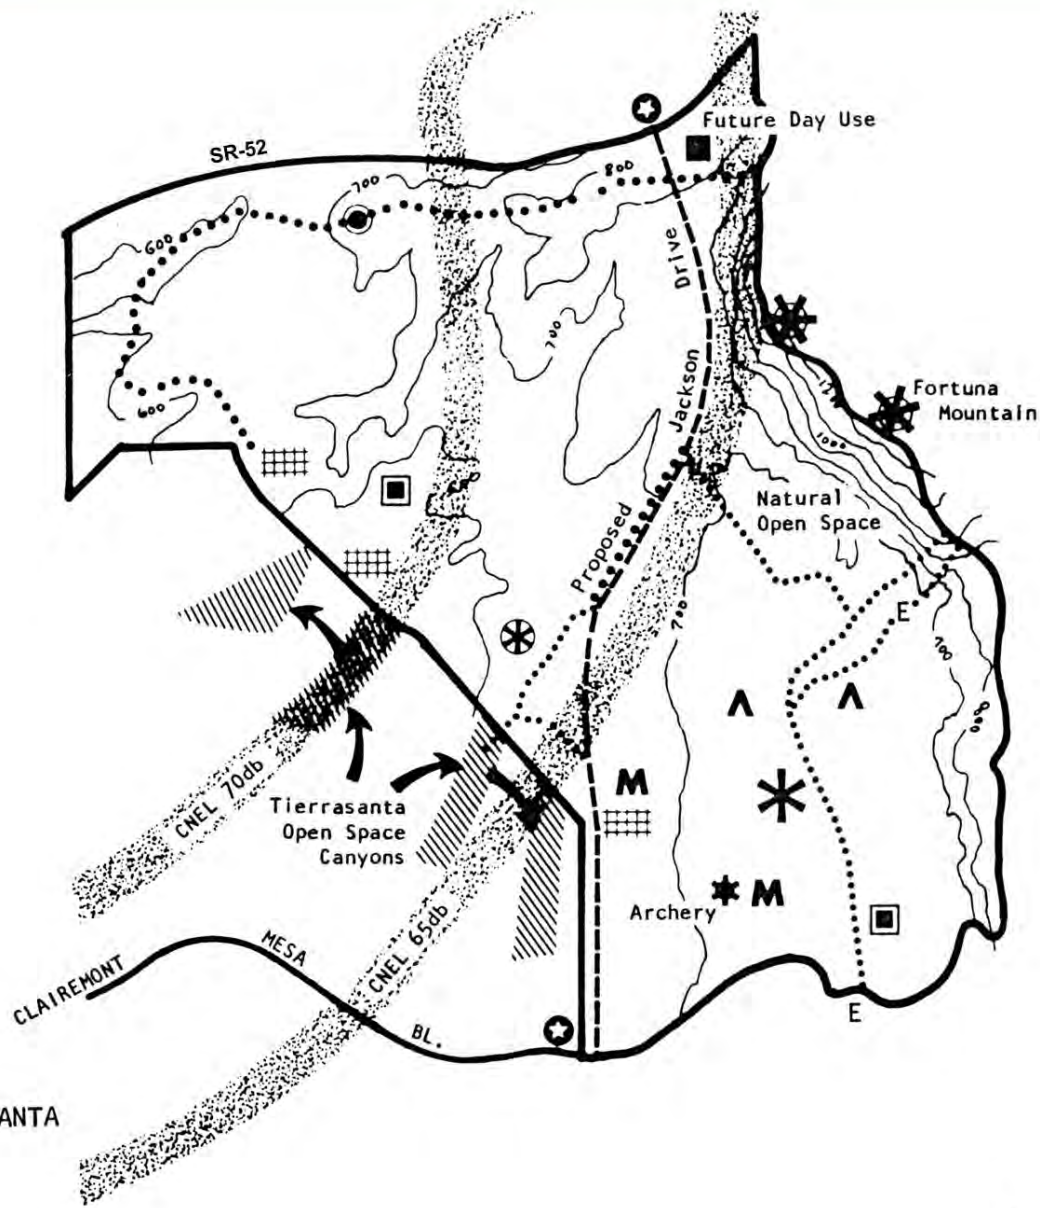 Future Day Use
SR-52
700
800
600
Drive
700
Jackson
Fortuna
Mountain
1000
600
Natural
Open Space
Proposed
700
E
700
800
M
CNEL 70db
Tierrasanta
Open Space
Canyons
M
Archery
CNEL 65db
MESA
CLAIREMONT
BL.
E
ANTA